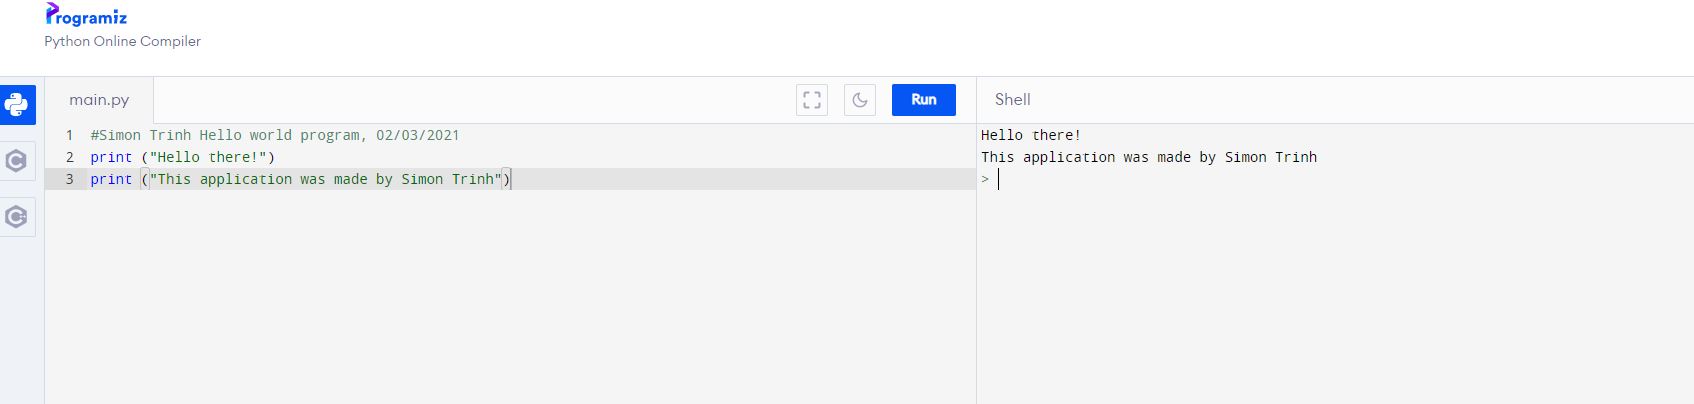 Programiz
Python Online Compiler
main.py
Run
Shell
1 #Simon Trinh Hello world program, 02/03/2021
2 print ("Hello there!")
3 print ("This application was made by Simon Trinh")
Hello there!
This application was made by Simon Trinh
>